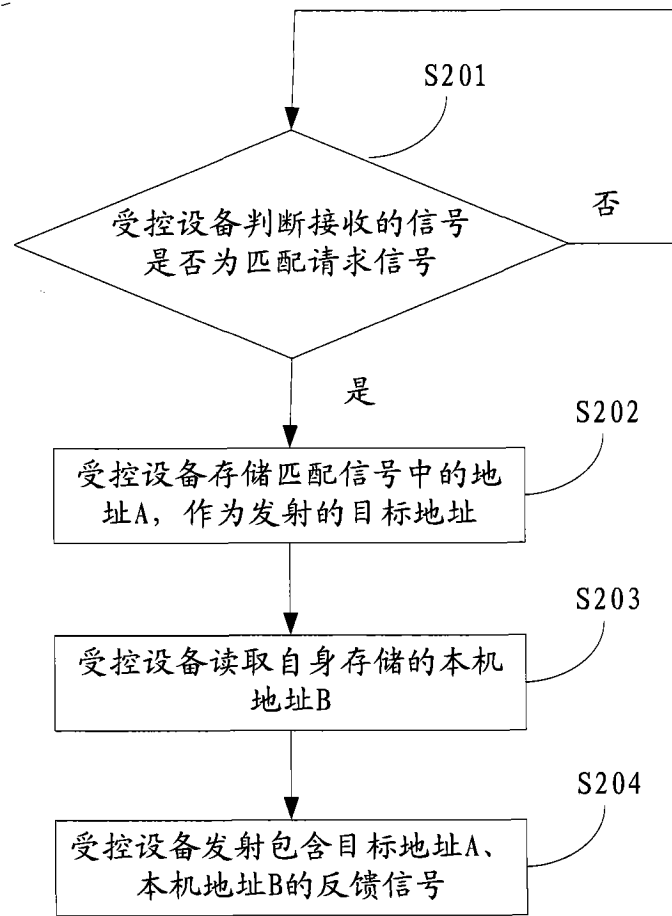 S201
受控设备判断接收的信号
是否为匹配请求信号
否
是
S202
受控设备存储匹配信号中的地
址A，作为发射的目标地址
S203
受控设备读取自身存储的本机
地址B
S204
受控设备发射包含目标地址A、
本机地址B的反馈信号